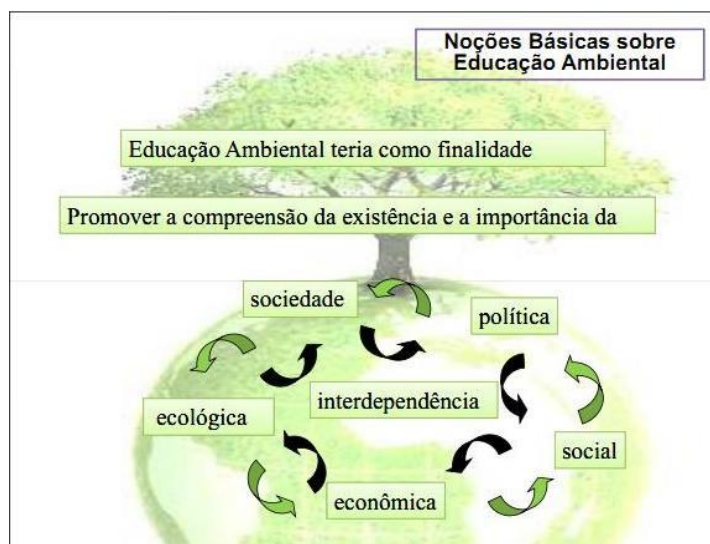 Noções Básicas sobre
Educação Ambiental
Educação Ambiental teria como finalidade
Promover a compreensão da existência e a importância da
sociedade
política
interdependência
ecológica
social
econômica